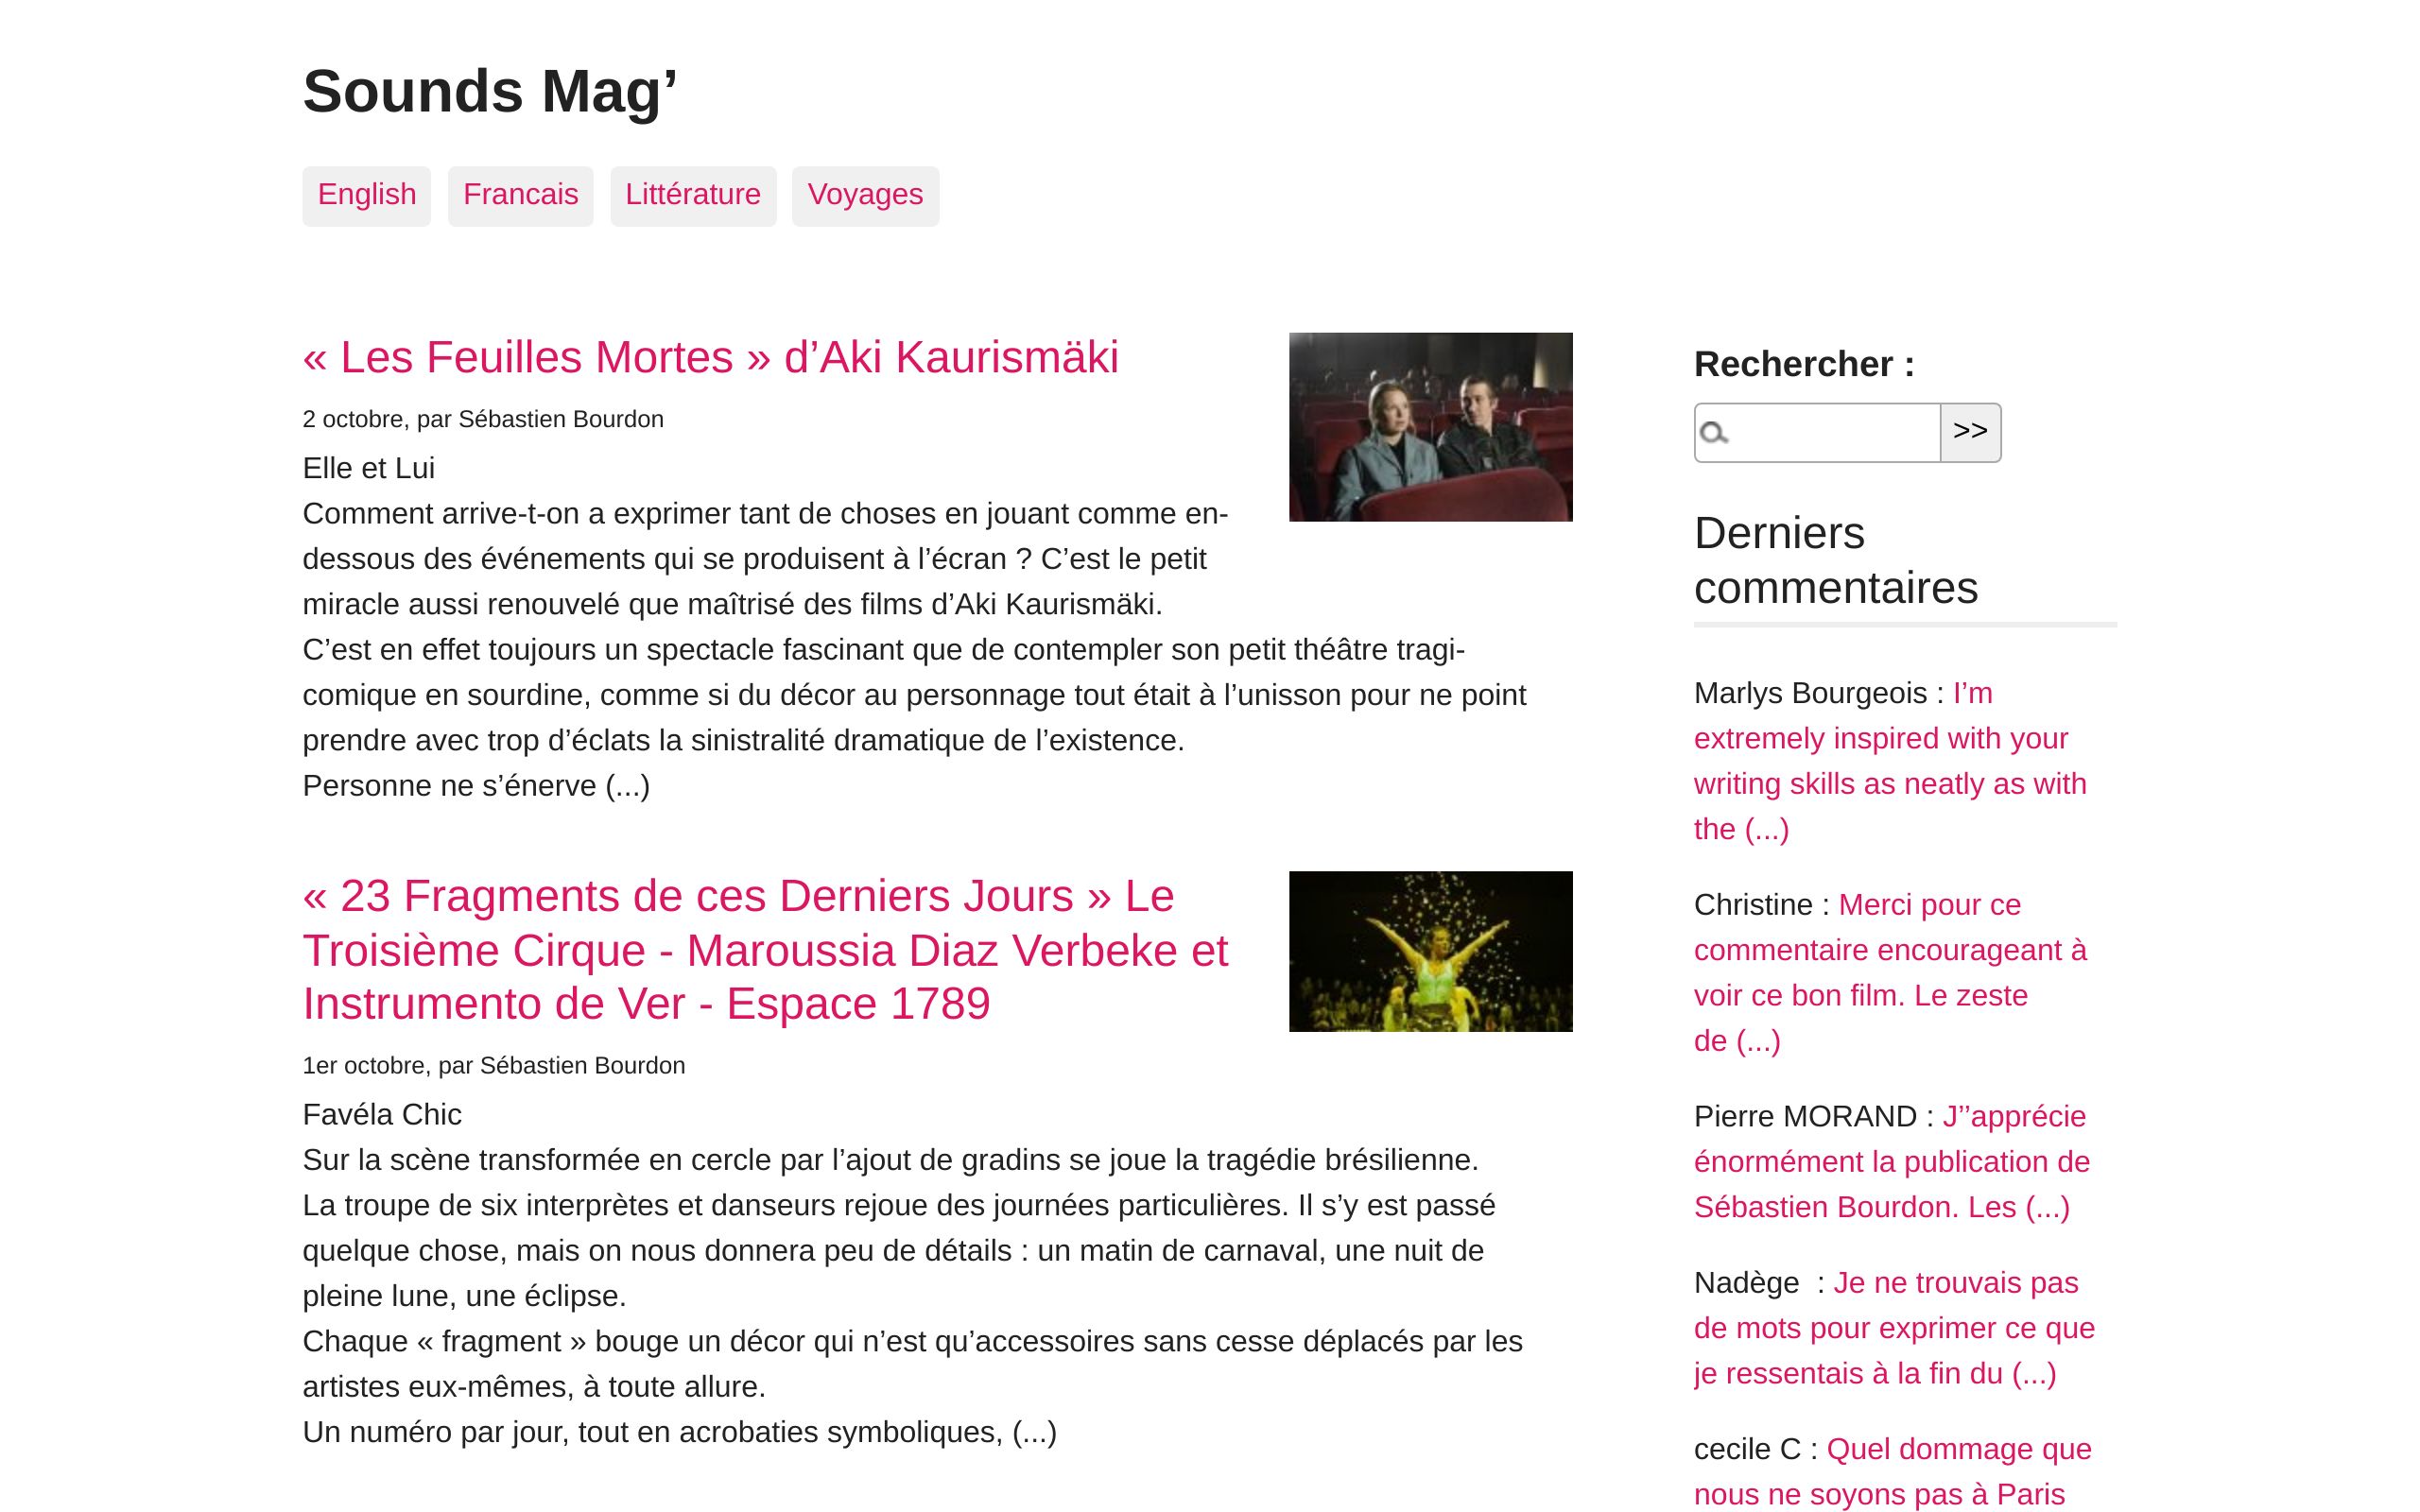 Sounds Mag’
English Francais Littérature Voyages
« Les Feuilles Mortes » d’Aki Kaurismäki
2 octobre, par Sébastien Bourdon
Elle et Lui
Comment arrive-t-on a exprimer tant de choses en jouant comme en-
dessous des événements qui se produisent à l’écran ? C’est le petit
miracle aussi renouvelé que maîtrisé des films d’Aki Kaurismäki.
C’est en effet toujours un spectacle fascinant que de contempler son petit théâtre tragi-
comique en sourdine, comme si du décor au personnage tout était à l’unisson pour ne point
prendre avec trop d’éclats la sinistralité dramatique de l’existence.
Personne ne s’énerve (...)
« 23 Fragments de ces Derniers Jours » Le
Troisième Cirque - Maroussia Diaz Verbeke et
Instrumento de Ver - Espace 1789
1er octobre, par Sébastien Bourdon
Favéla Chic
Sur la scène transformée en cercle par l’ajout de gradins se joue la tragédie brésilienne.
La troupe de six interprètes et danseurs rejoue des journées particulières. Il s’y est passé
quelque chose, mais on nous donnera peu de détails : un matin de carnaval, une nuit de
pleine lune, une éclipse.
Chaque « fragment » bouge un décor qui n’est qu’accessoires sans cesse déplacés par les
artistes eux-mêmes, à toute allure.
Un numéro par jour, tout en acrobaties symboliques, (...)
Rechercher :
>>
Derniers
commentaires
Marlys Bourgeois : I’m
extremely inspired with your
writing skills as neatly as with
the (...)
Christine : Merci pour ce
commentaire encourageant à
voir ce bon film. Le zeste
de (...)
Pierre MORAND : J’’apprécie
énormément la publication de
Sébastien Bourdon. Les (...)
Nadège  : Je ne trouvais pas
de mots pour exprimer ce que
je ressentais à la fin du (...)
cecile C : Quel dommage que
nous ne soyons pas à Paris